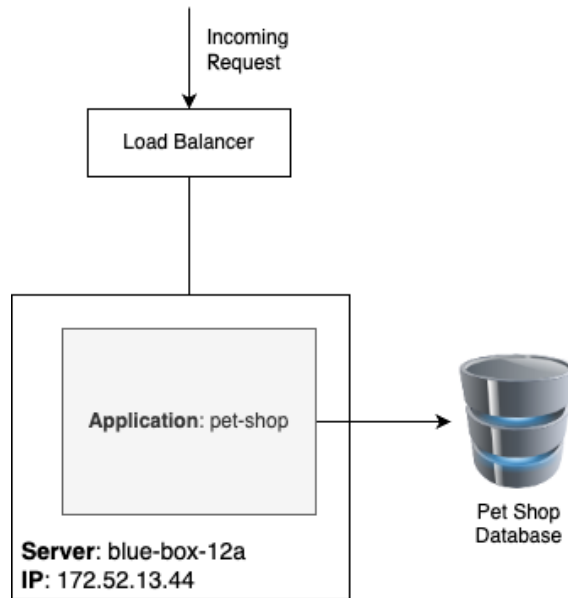 Incoming
Request
Load Balancer
Application: pet-shop
Pet Shop
Database
Server: blue-box-12a
IP: 172.52.13.44